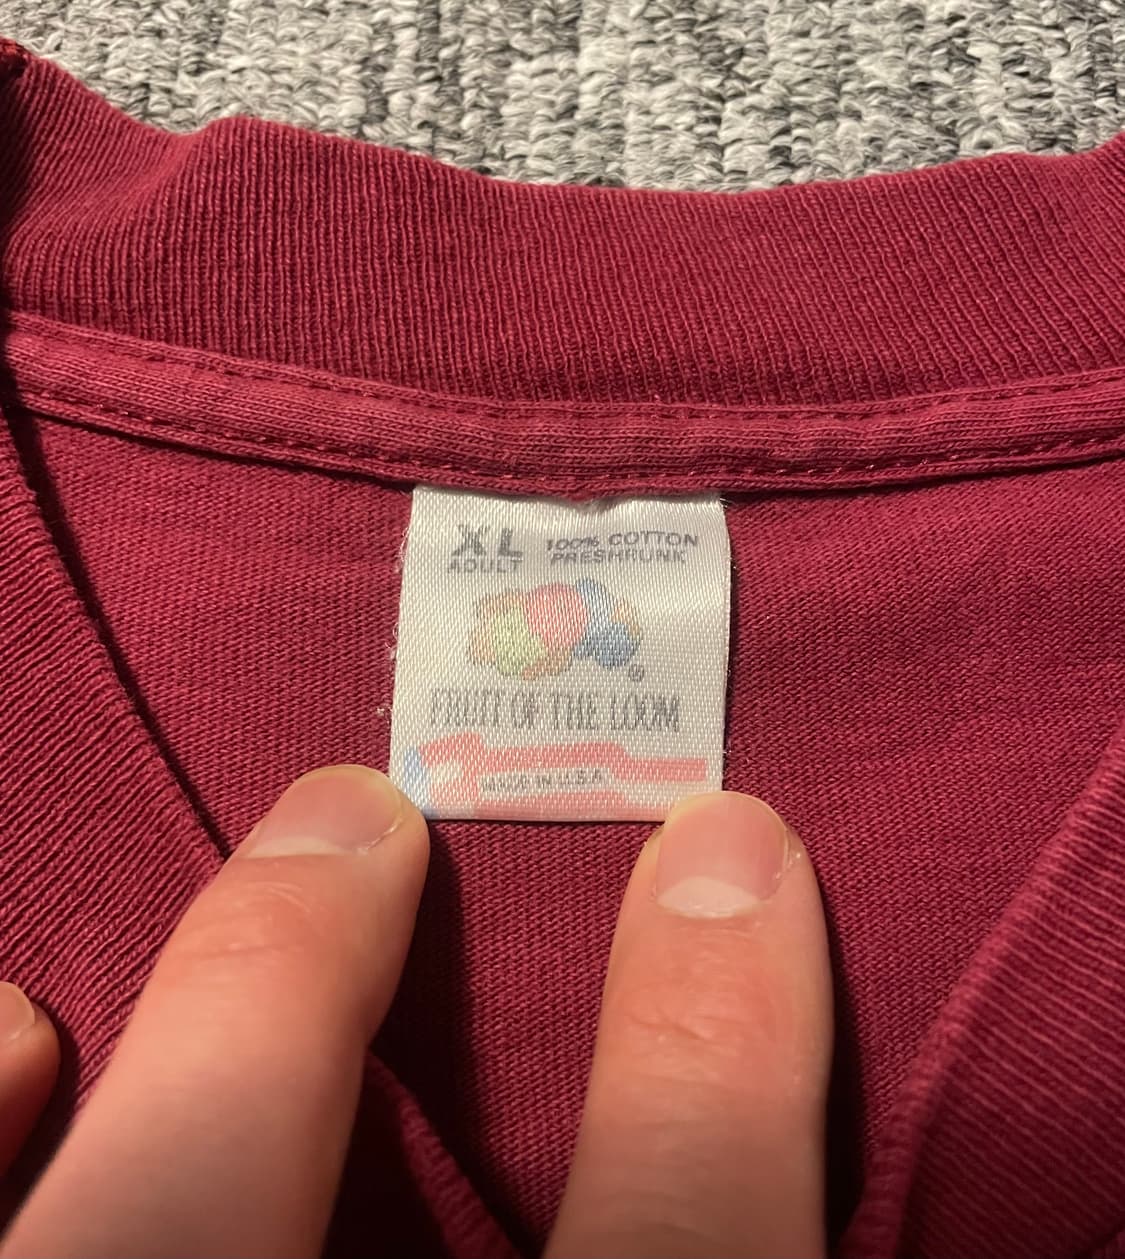 XL 100% COTTON
ADULT PRESHRUNK
®
FRUIT OF THE LOOM
MADE IN U.S.A.